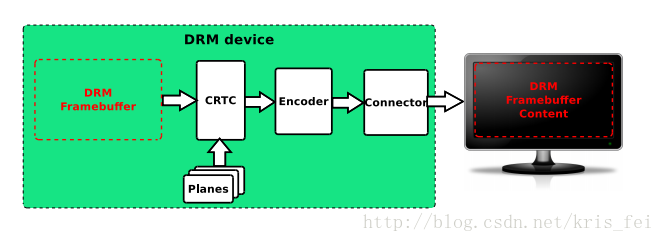 DRM device
DRM
Framebuffer
CRTC
Encoder
Connector
DRM
Framebuffer
Content
Planes
http://blog.csdn.net/kris_fei